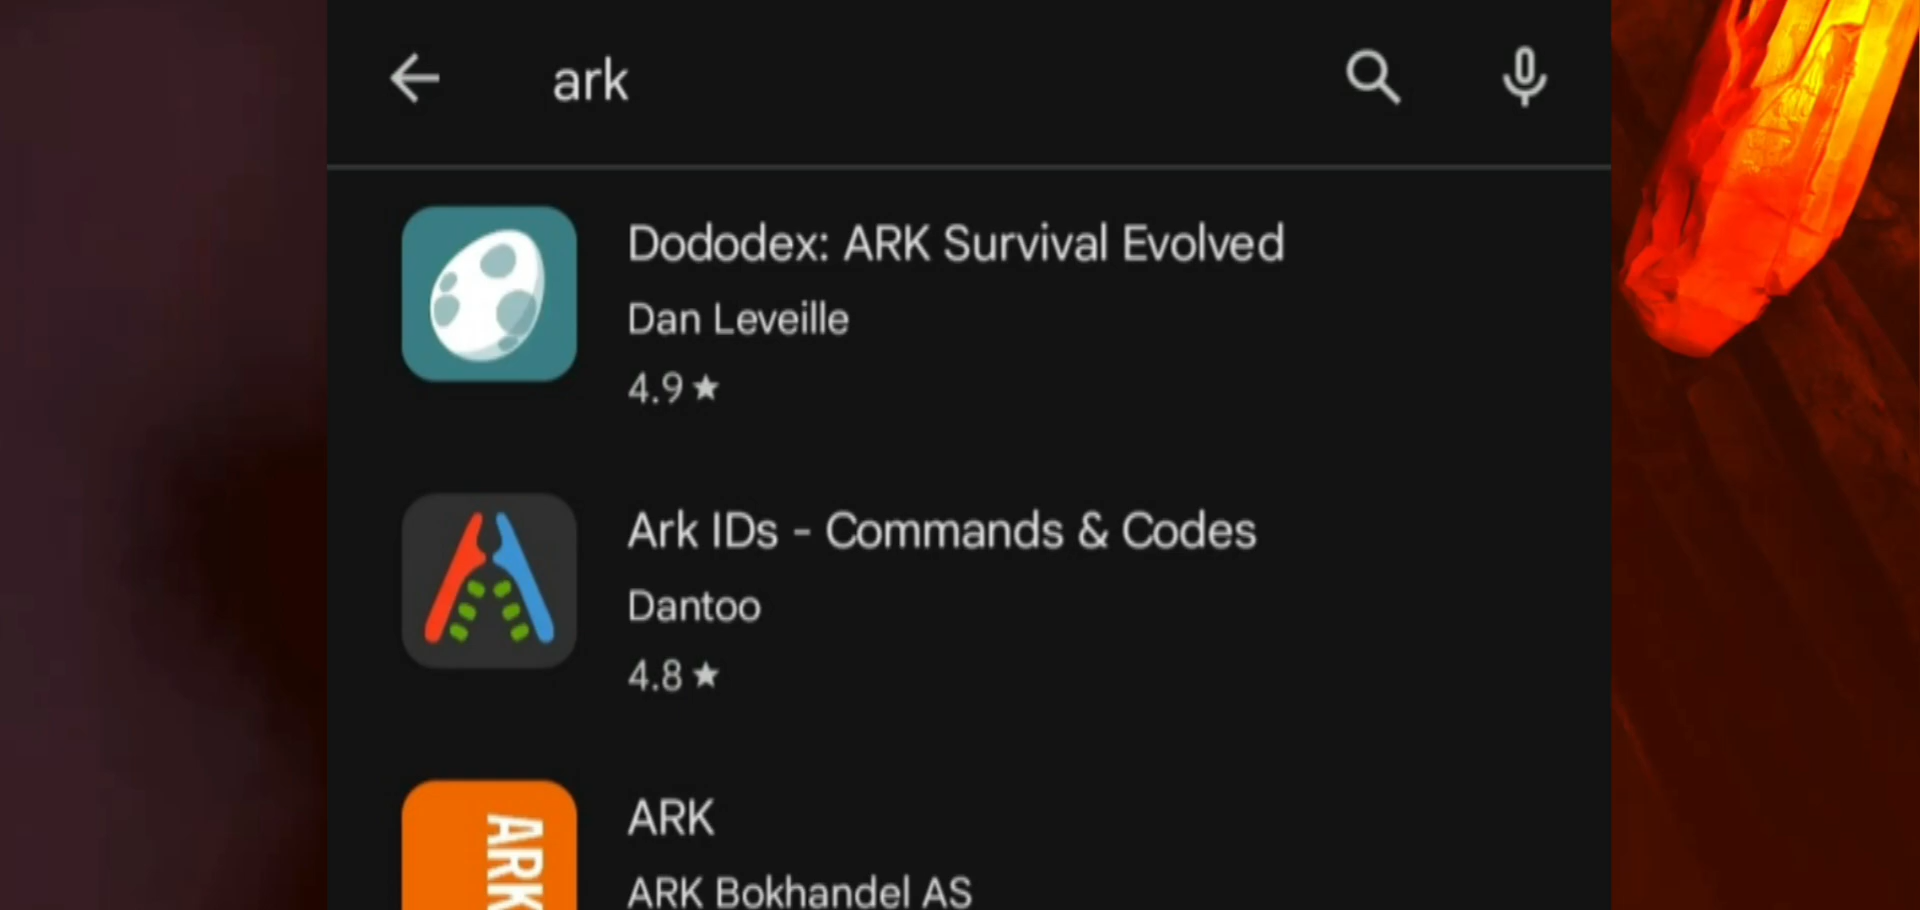 ark
Dododex: ARK Survival Evolved
Dan Leveille
4.9 ★
Ark IDs - Commands & Codes
Dantoo
4.8 ★
ARK
ARK
ARK Bokhandel AS